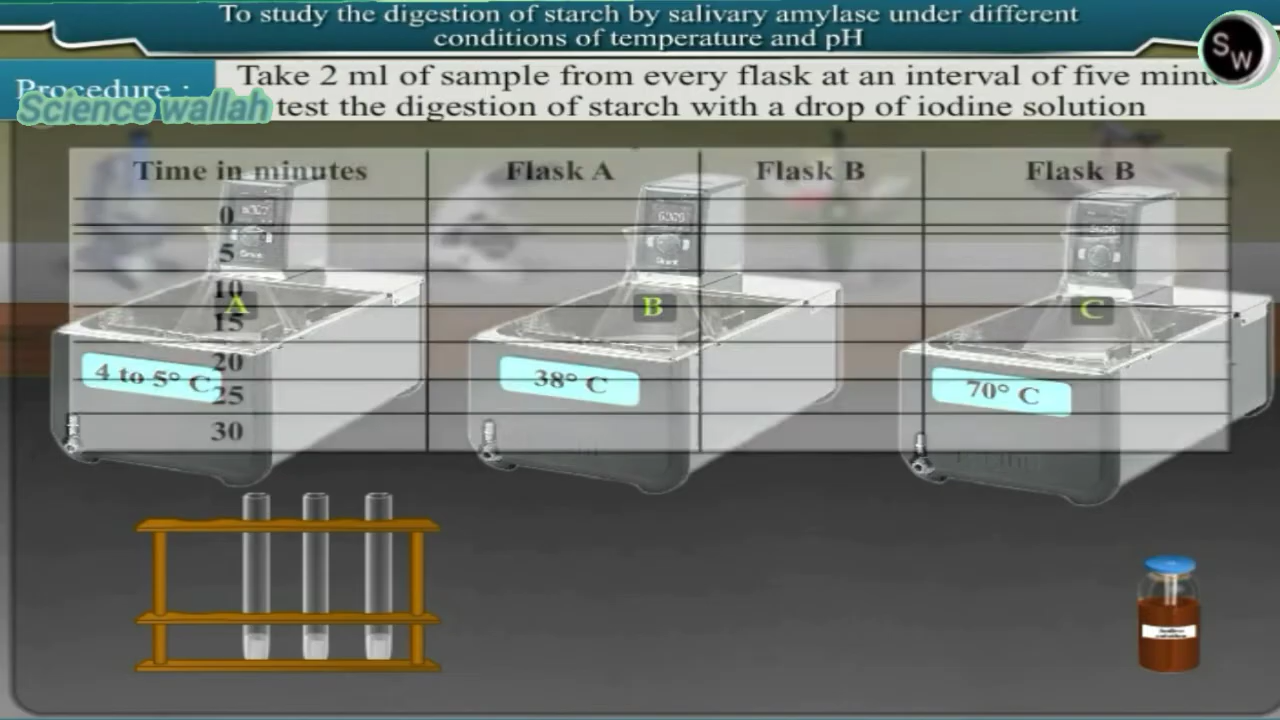 To study the digestion of starch by salivary amylase under different
conditions of temperature and pH
SW
Procedure :
Take 2 ml of sample from every flask at an interval of five
Science wallah
test the digestion of starch with a drop of iodine solution
Time in minutes Flask A Flask B Flask B
0
5
10
A B C
15
20
4 to 5° C 38° C 70° C
25
30